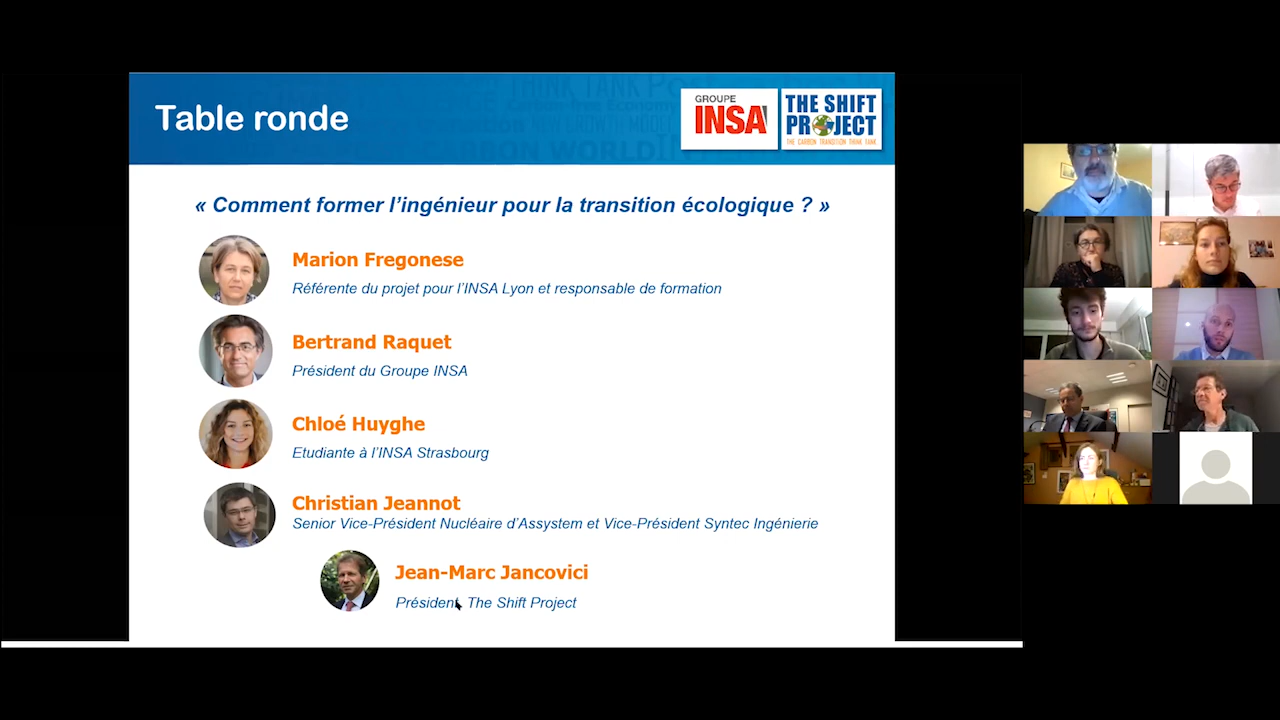 Table ronde
GROUPE
INSA
THE SHIFT
PROJECT
THE CARBON TRANSITION THINK TANK
« Comment former l’ingénieur pour la transition écologique ? »
Marion Fregonese
Référente du projet pour l’INSA Lyon et responsable de formation
Bertrand Raquet
Président du Groupe INSA
Chloé Huyghe
Etudiante à l’INSA Strasbourg
Christian Jeannot
Senior Vice-Président Nucléaire d’Assystem et Vice-Président Syntec Ingénierie
Jean-Marc Jancovici
Président, The Shift Project